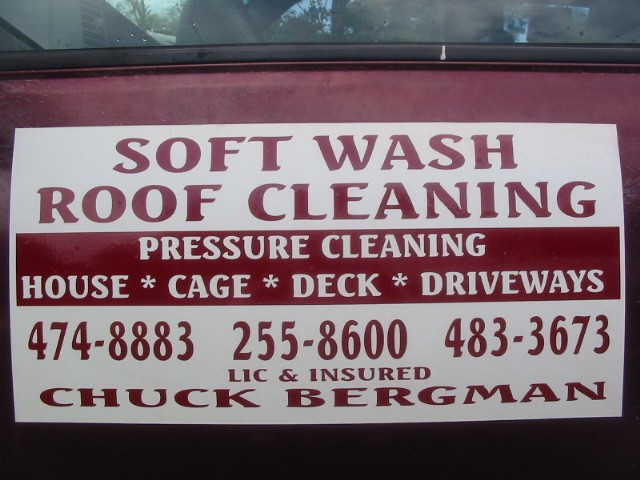 SOFT WASH
ROOF CLEANING
PRESSURE CLEANING
HOUSE * CAGE * DECK * DRIVEWAYS
474-8883 255-8600 483-3673
LIC & INSURED
CHUCK BERGMAN